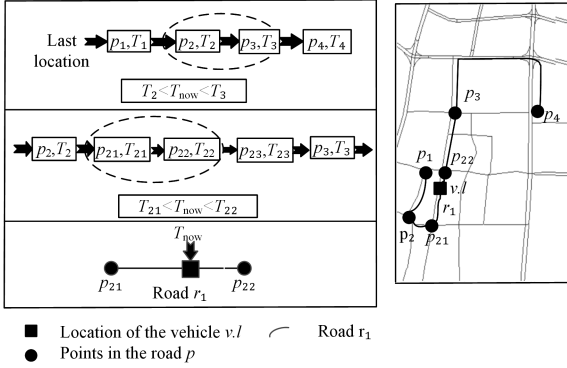 Last location
p₁,T₁ p₂,T₂ p₃,T₃ p₄,T₄
T₂<Tnow<T₃
p₂,T₂ p₂₁,T₂₁ p₂₂,T₂₂ p₂₃,T₂₃ p₃,T₃
T₂₁<Tnow<T₂₂
Tnow
p₂₁ p₂₂
Road r₁
p₃
p₄
p₁ p₂₂
v.l
r₁
p₂ p₂₁
Location of the vehicle v.l Road r₁
Points in the road p